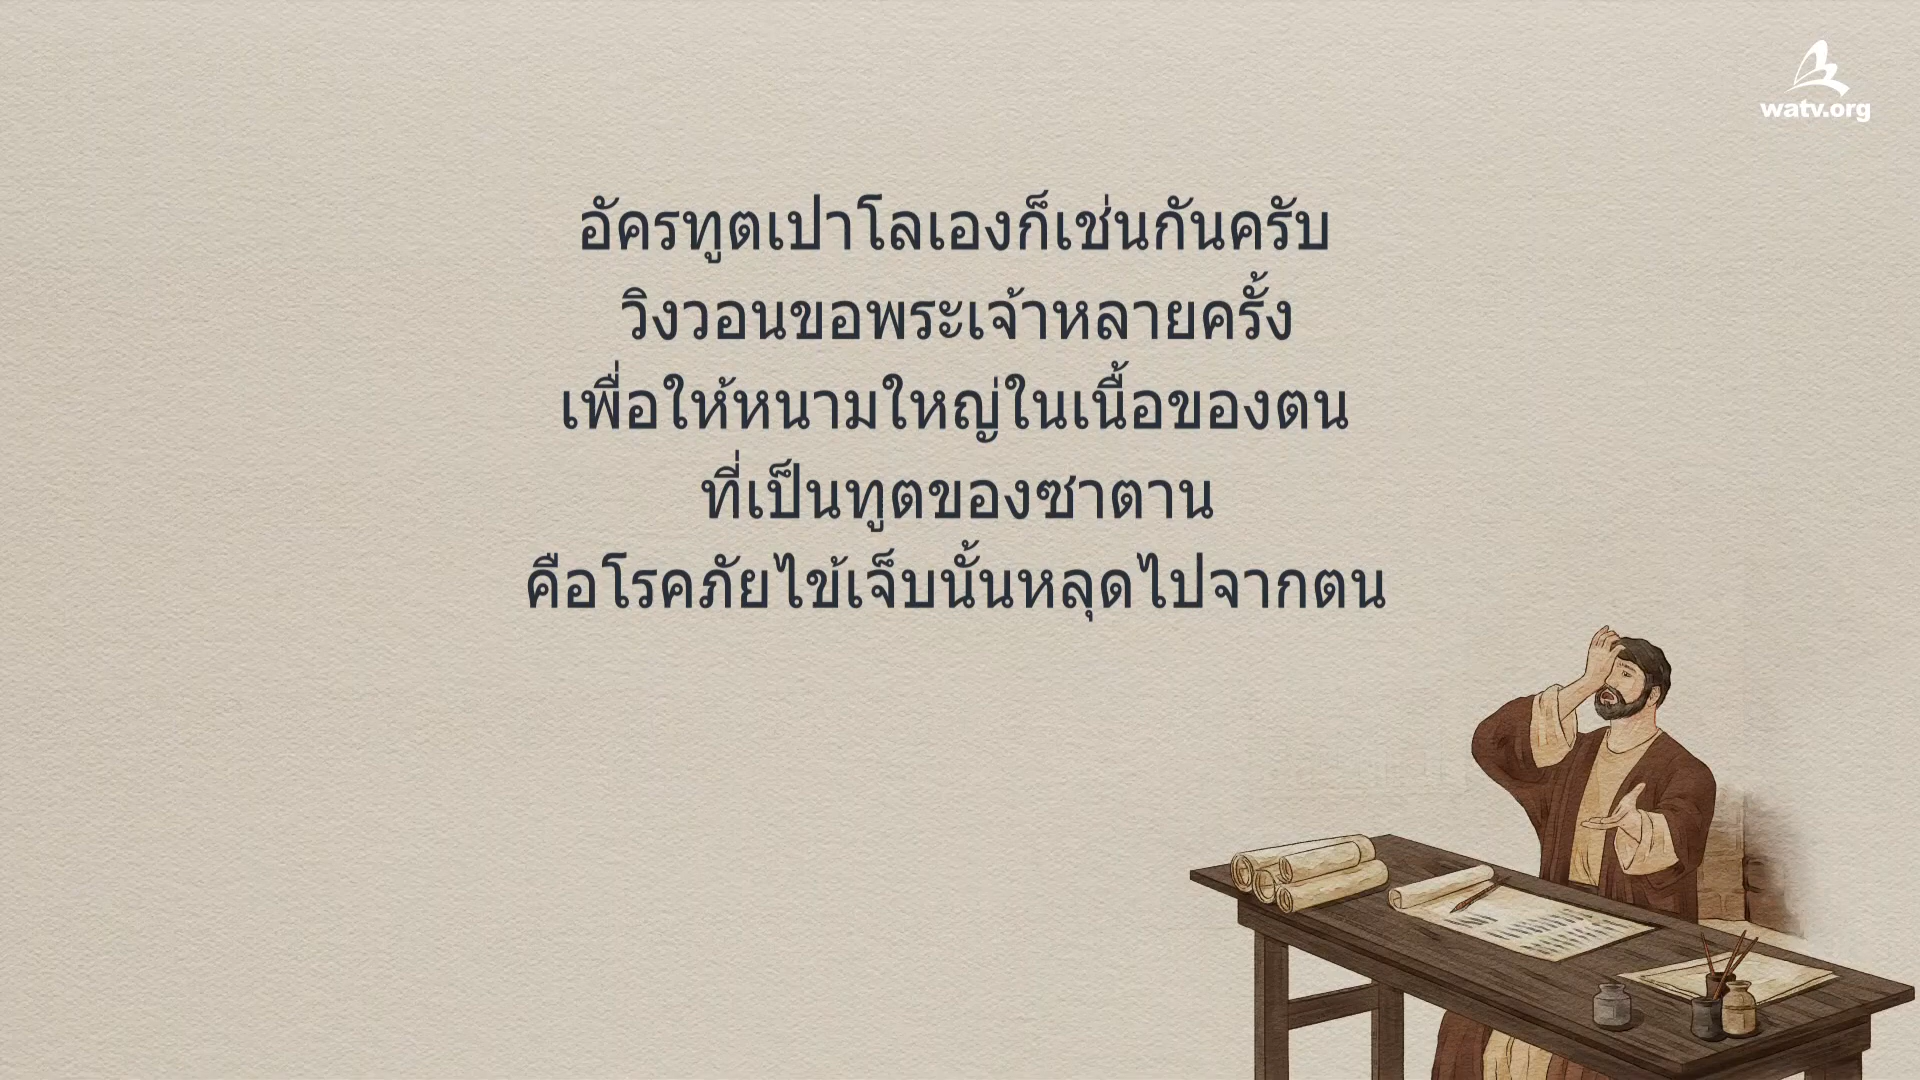 watv.org
อัครทูตเปาโลเองก็เช่นกันครับ
วิงวอนขอพระเจ้าหลายครั้ง
เพื่อให้หนามใหญ่ในเนื้อของตน
ที่เป็นทูตของซาตาน
คือโรคภัยไข้เจ็บนั้นหลุดไปจากตน